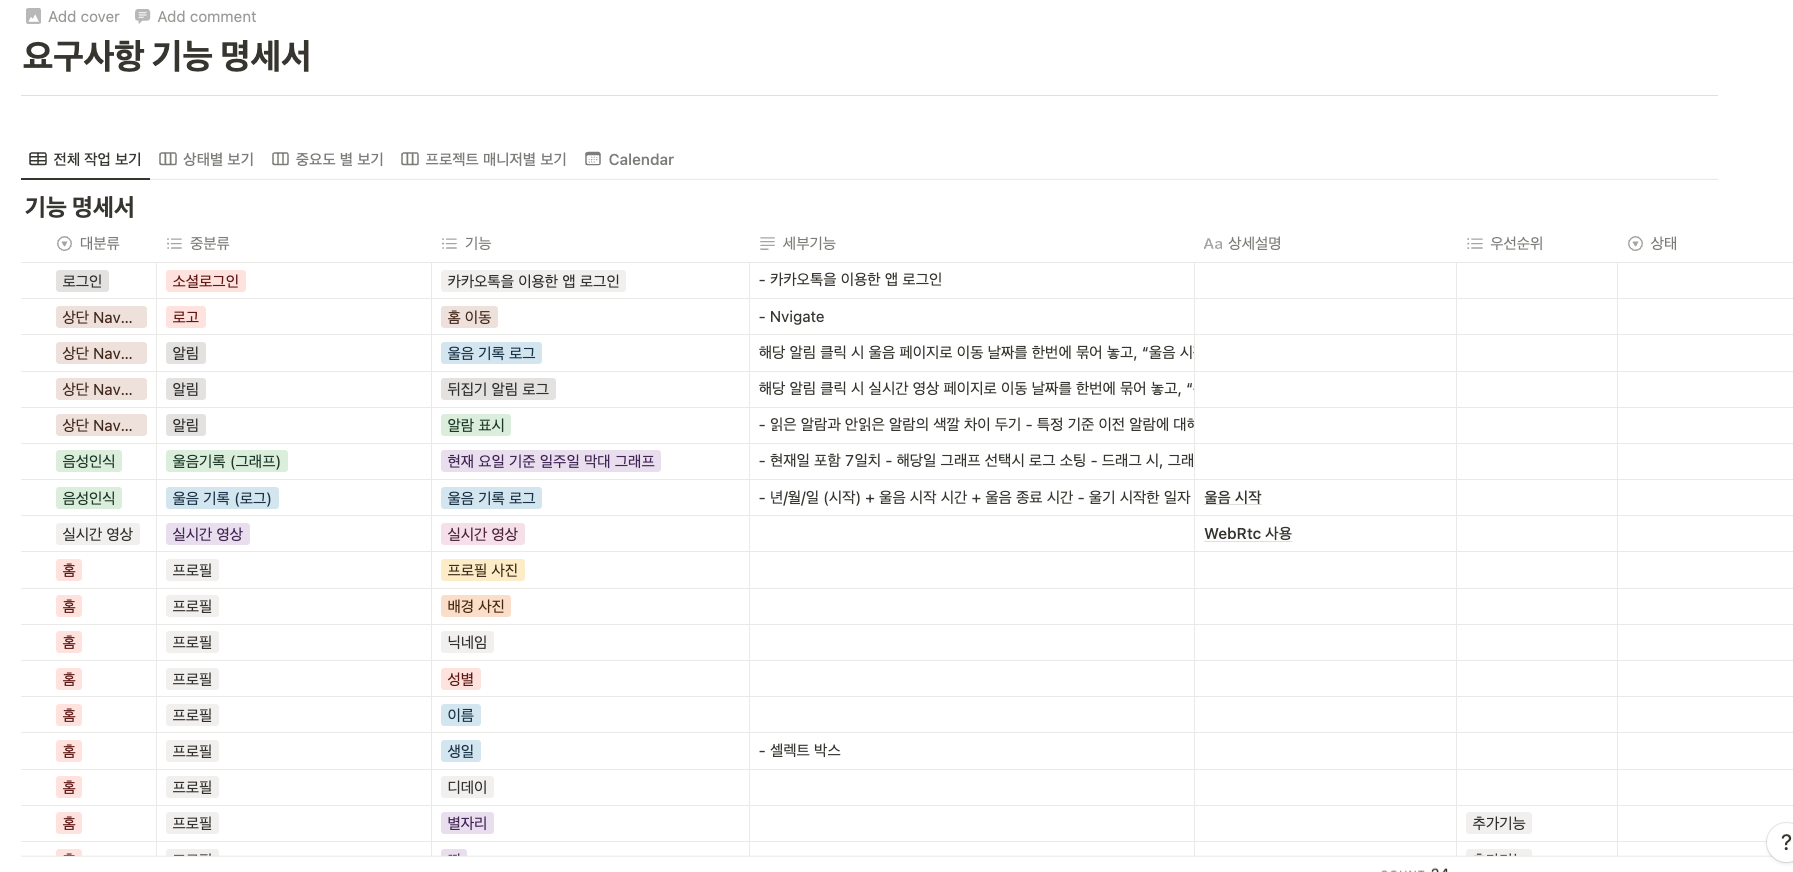 Add cover Add comment
요구사항 기능 명세서
전체 작업 보기 상태별 보기 중요도 별 보기 프로젝트 매니저별 보기 Calendar
기능 명세서
대분류 중분류 기능 세부기능 Aa 상세설명 우선순위 상태
로그인 소셜로그인 카카오톡을 이용한 앱 로그인 - 카카오톡을 이용한 앱 로그인
상단 Nav... 로고 홈 이동 - Nvigate
상단 Nav... 알림 울음 기록 로그 해당 알림 클릭 시 울음 페이지로 이동 날짜를 한번에 묶어 놓고, “울음 시
상단 Nav... 알림 뒤집기 알림 로그 해당 알림 클릭 시 실시간 영상 페이지로 이동 날짜를 한번에 묶어 놓고, “
상단 Nav... 알림 알람 표시 - 읽은 알람과 안읽은 알람의 색깔 차이 두기 - 특정 기준 이전 알람에 대해
음성인식 울음기록 (그래프) 현재 요일 기준 일주일 막대 그래프 - 현재일 포함 7일치 - 해당일 그래프 선택시 로그 소팅 - 드래그 시, 그래
음성인식 울음 기록 (로그) 울음 기록 로그 - 년/월/일 (시작) + 울음 시작 시간 + 울음 종료 시간 - 울기 시작한 일자 울음 시작
실시간 영상 실시간 영상 실시간 영상 WebRtc 사용
홈 프로필 프로필 사진
홈 프로필 배경 사진
홈 프로필 닉네임
홈 프로필 성별
홈 프로필 이름
홈 프로필 생일 - 셀렉트 박스
홈 프로필 디데이
홈 프로필 별자리 추가기능
?